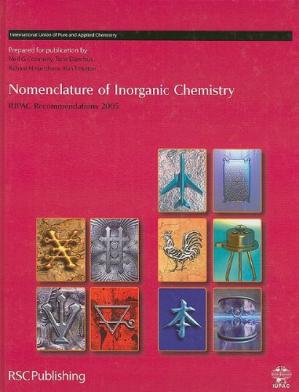 International Union of Pure and Applied Chemistry
Prepared for publication by
Neil G. Connelly, Ture Damhus,
Richard M. Hartshorn, Alan T. Hutton
Nomenclature of Inorganic Chemistry
IUPAC Recommendations 2005
RSCPublishing
IUPAC